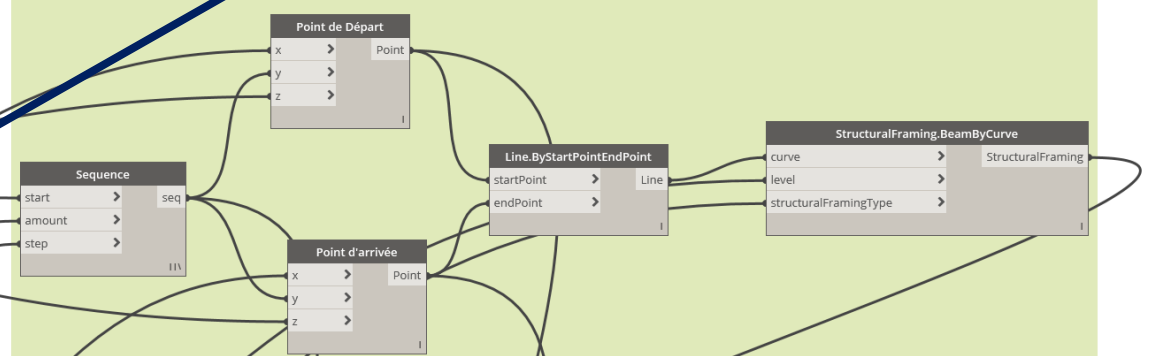 Point de Départ
x > Point
y >
z >
I
Sequence
start > seq
amount >
step >
I I \
Point d'arrivée
x > Point
y >
z >
I
Line.ByStartPointEndPoint
startPoint > Line
endPoint >
I
StructuralFraming.BeamByCurve
curve > StructuralFraming
level >
structuralFramingType >
I